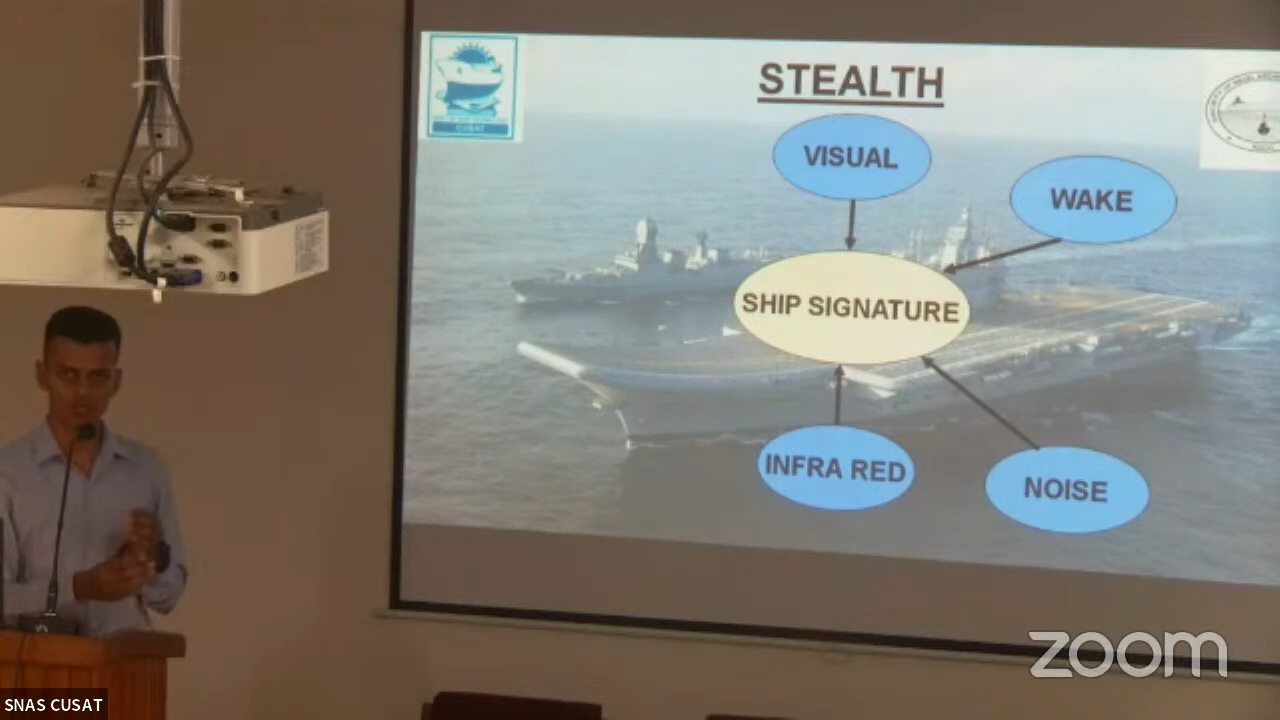 STEALTH
VISUAL
WAKE
SHIP SIGNATURE
INFRA RED
NOISE
CUSAT
zoom
SNAS CUSAT